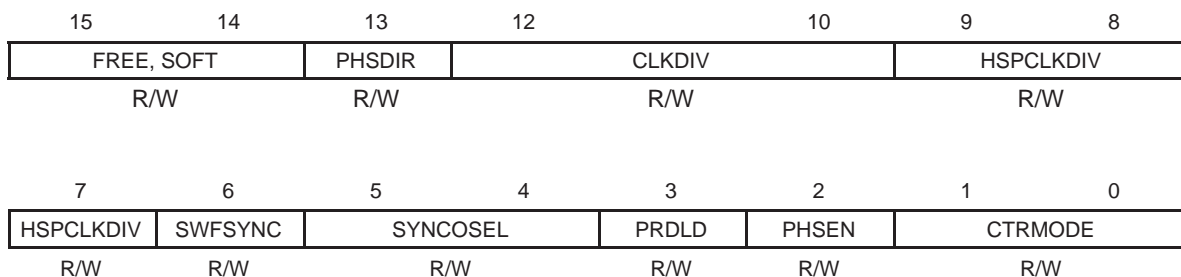 15 14 13 12 10 9 8
FREE, SOFT PHSDIR CLKDIV HSPCLKDIV
R/W R/W R/W R/W
7 6 5 4 3 2 1 0
HSPCLKDIV SWFSYNC SYNCOSEL PRDLD PHSEN CTRMODE
R/W R/W R/W R/W R/W R/W